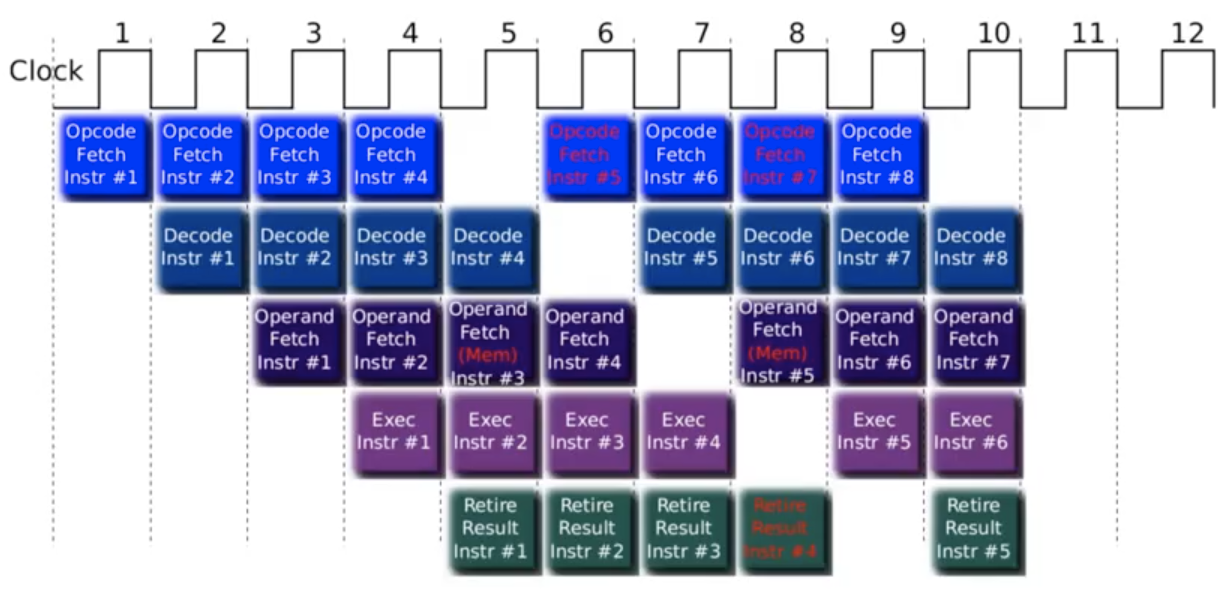 1 2 3 4 5 6 7 8 9 10 11 12
Clock
Opcode Opcode Opcode Opcode Opcode Opcode Opcode Opcode
Fetch Fetch Fetch Fetch Fetch Fetch Fetch Fetch
Instr #1 Instr #2 Instr #3 Instr #4 Instr #5 Instr #6 Instr #7 Instr #8
Decode Decode Decode Decode Decode Decode Decode Decode
Instr #1 Instr #2 Instr #3 Instr #4 Instr #5 Instr #6 Instr #7 Instr #8
Operand Operand Operand Operand Operand Operand Operand
Fetch Fetch Fetch Fetch Fetch Fetch Fetch
(Mem) (Mem)
Instr #1 Instr #2 Instr #3 Instr #4 Instr #5 Instr #6 Instr #7
Exec Exec Exec Exec Exec Exec
Instr #1 Instr #2 Instr #3 Instr #4 Instr #5 Instr #6
Retire Retire Retire Retire Retire
Result Result Result Result Result
Instr #1 Instr #2 Instr #3 Instr #4 Instr #5